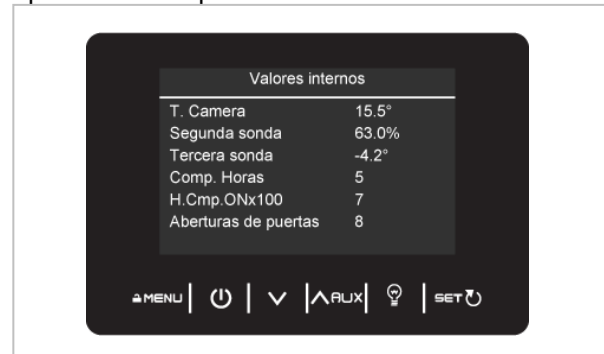 Valores internos
T. Camera 15.5°
Segunda sonda 63.0%
Tercera sonda -4.2°
Comp. Horas 5
H.Cmp.ONx100 7
Aberturas de puertas 8
MENU AUX SET